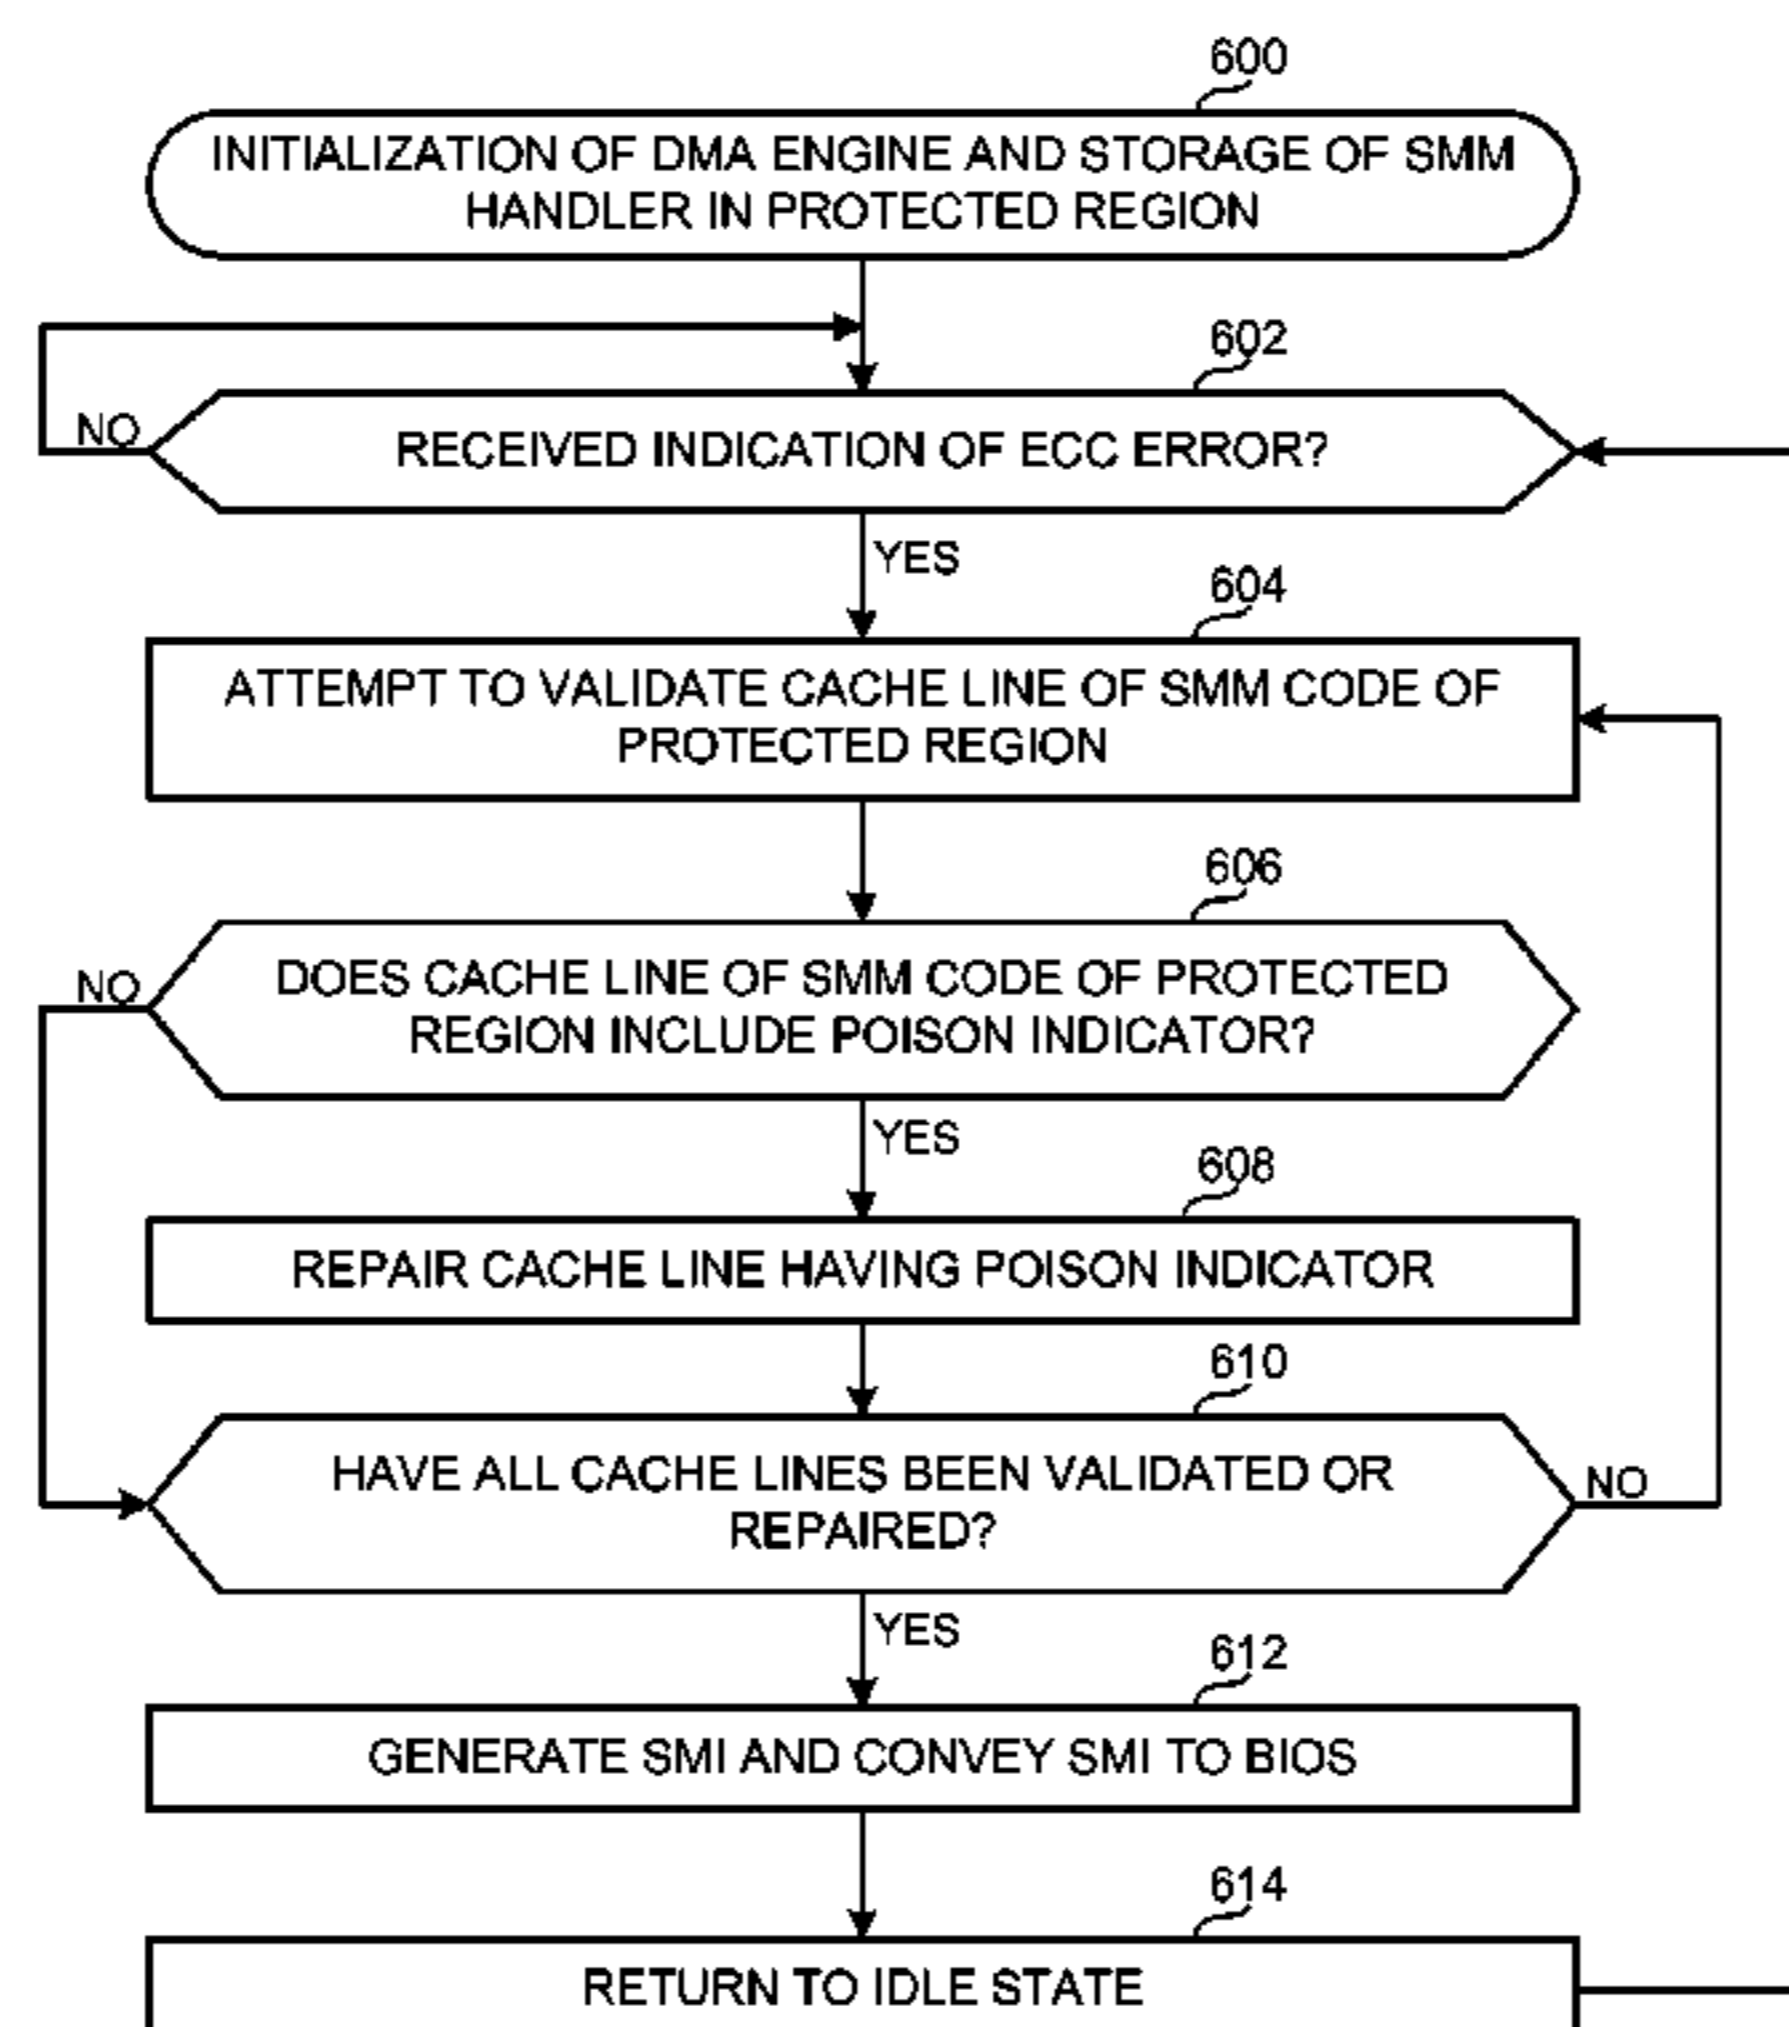 600
INITIALIZATION OF DMA ENGINE AND STORAGE OF SMM
HANDLER IN PROTECTED REGION
602
NO
RECEIVED INDICATION OF ECC ERROR?
YES
604
ATTEMPT TO VALIDATE CACHE LINE OF SMM CODE OF
PROTECTED REGION
606
NO
DOES CACHE LINE OF SMM CODE OF PROTECTED
REGION INCLUDE POISON INDICATOR?
YES
608
REPAIR CACHE LINE HAVING POISON INDICATOR
610
HAVE ALL CACHE LINES BEEN VALIDATED OR
REPAIRED?
NO
YES
612
GENERATE SMI AND CONVEY SMI TO BIOS
614
RETURN TO IDLE STATE